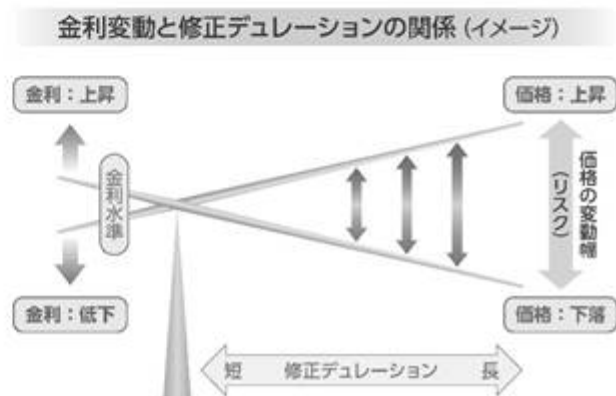 金利変動と修正デュレーションの関係（イメージ）
金利：上昇
価格：上昇
金利水準
価格の変動幅
（リスク）
金利：低下
価格：下落
短 修正デュレーション 長